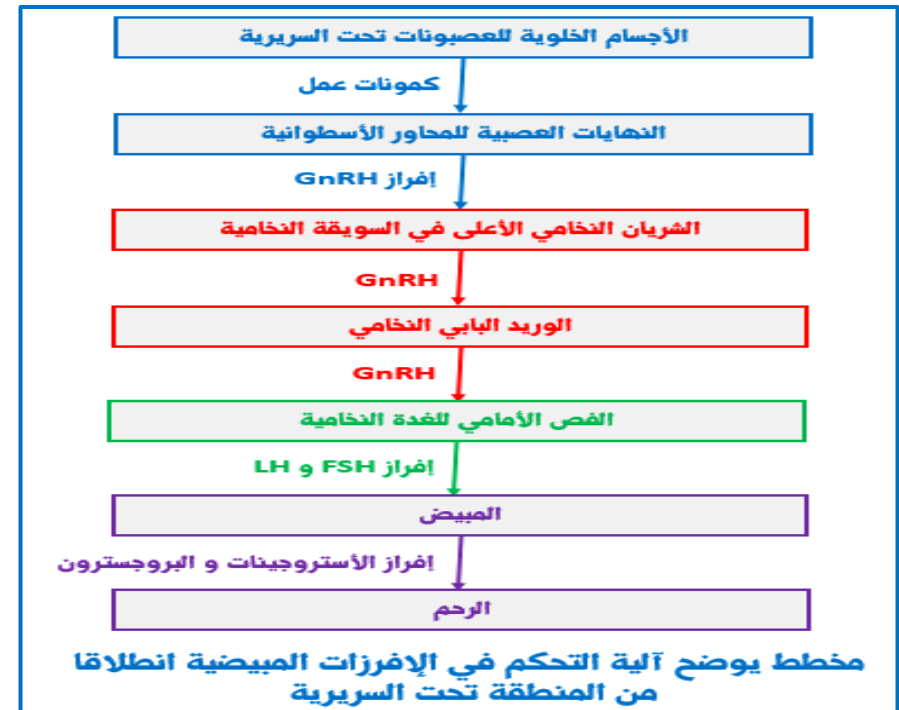 الأجسام الخلوية للعصبونات تحت السريرية
كمونات عمل
النهايات العصبية للمحاور الأسطوانية
إفراز GnRH
الشريان النخامي الأعلى في السويقة النخامية
GnRH
الوريد البابي النخامي
GnRH
الفص الأمامي للغدة النخامية
إفراز FSH و LH
المبيض
إفراز الأستروجينات و البروجسترون
الرحم
مخطط يوضح آلية التحكم في الإفرزات المبيضية انطلاقا
من المنطقة تحت السريرية